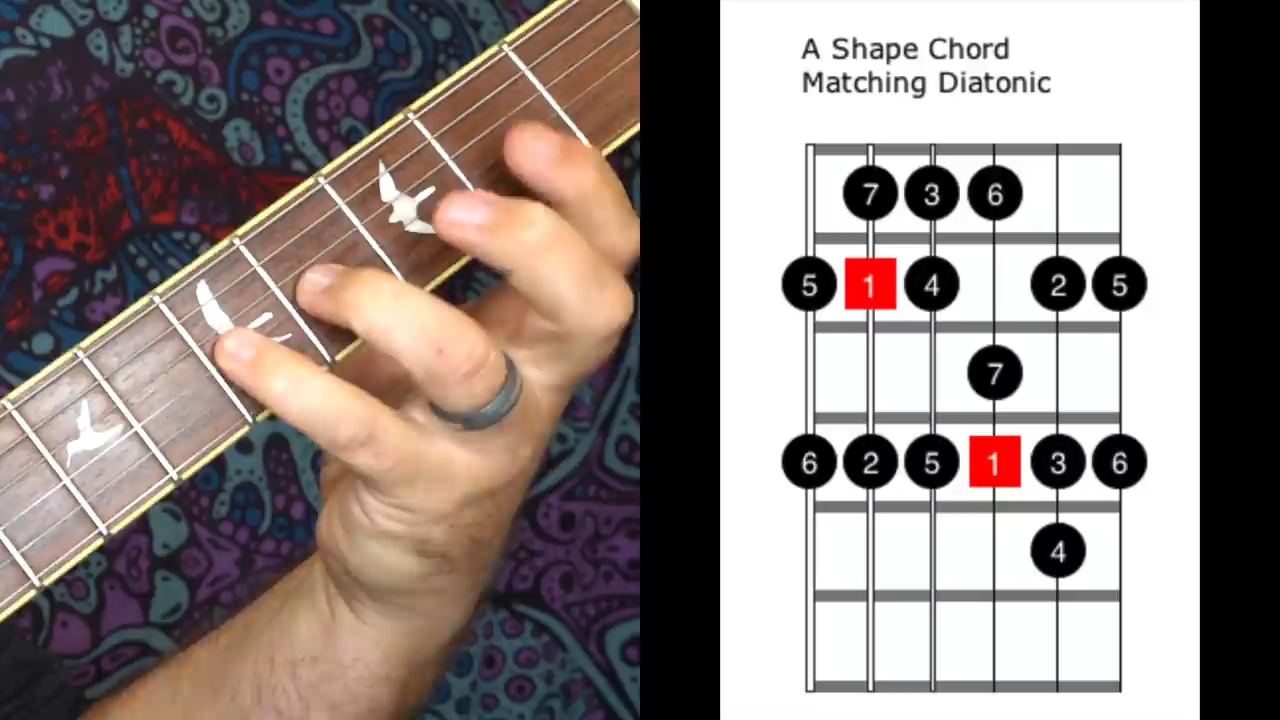 A Shape Chord
Matching Diatonic
7 3 6
5 1 4 2 5
7
6 2 5 1 3 6
4